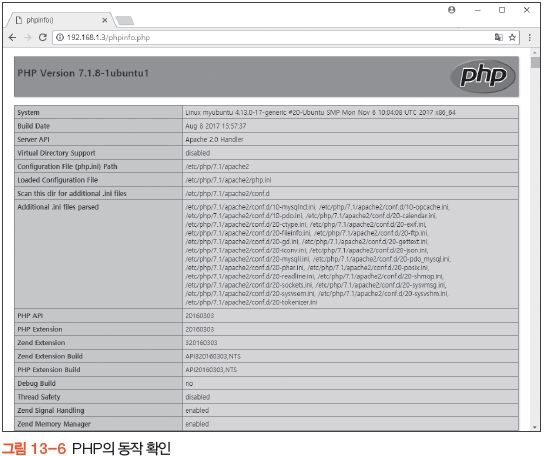 phpinfo()
192.168.1.3/phpinfo.php
PHP Version 7.1.8-1ubuntu1
php
System Linux myubuntu 4.13.0-17-generic #20-Ubuntu SMP Mon Nov 6 10:04:08 UTC 2017 x86_64
Build Date Aug 8 2017 15:57:37
Server API Apache 2.0 Handler
Virtual Directory Support disabled
Configuration File (php.ini) Path /etc/php/7.1/apache2
Loaded Configuration File /etc/php/7.1/apache2/php.ini
Scan this dir for additional .ini files /etc/php/7.1/apache2/conf.d
Additional .ini files parsed /etc/php/7.1/apache2/conf.d/10-mysqlnd.ini, /etc/php/7.1/apache2/conf.d/10-opcache.ini,
/etc/php/7.1/apache2/conf.d/10-pdo.ini, /etc/php/7.1/apache2/conf.d/20-calendar.ini,
/etc/php/7.1/apache2/conf.d/20-ctype.ini, /etc/php/7.1/apache2/conf.d/20-exif.ini,
/etc/php/7.1/apache2/conf.d/20-fileinfo.ini, /etc/php/7.1/apache2/conf.d/20-ftp.ini,
/etc/php/7.1/apache2/conf.d/20-gd.ini, /etc/php/7.1/apache2/conf.d/20-gettext.ini,
/etc/php/7.1/apache2/conf.d/20-iconv.ini, /etc/php/7.1/apache2/conf.d/20-json.ini,
/etc/php/7.1/apache2/conf.d/20-mysqli.ini, /etc/php/7.1/apache2/conf.d/20-pdo_mysql.ini,
/etc/php/7.1/apache2/conf.d/20-phar.ini, /etc/php/7.1/apache2/conf.d/20-posix.ini,
/etc/php/7.1/apache2/conf.d/20-readline.ini, /etc/php/7.1/apache2/conf.d/20-shmop.ini,
/etc/php/7.1/apache2/conf.d/20-sockets.ini, /etc/php/7.1/apache2/conf.d/20-sysvmsg.ini,
/etc/php/7.1/apache2/conf.d/20-sysvsem.ini, /etc/php/7.1/apache2/conf.d/20-sysvshm.ini,
/etc/php/7.1/apache2/conf.d/20-tokenizer.ini
PHP API 20160303
PHP Extension 20160303
Zend Extension 320160303
Zend Extension Build API320160303,NTS
PHP Extension Build API20160303,NTS
Debug Build no
Thread Safety disabled
Zend Signal Handling enabled
Zend Memory Manager enabled
그림 13-6 PHP의 동작 확인